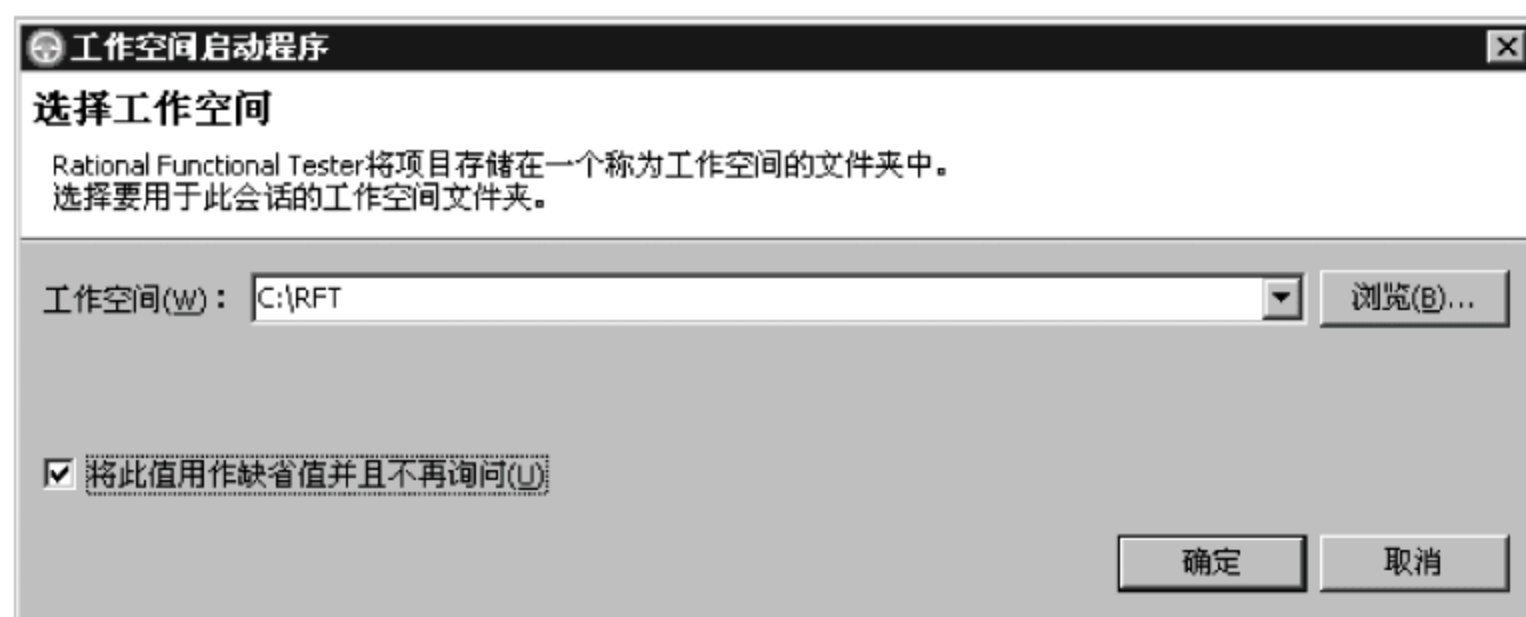 工作空间启动程序
选择工作空间
Rational Functional Tester将项目存储在一个称为工作空间的文件夹中。
选择要用于此会话的工作空间文件夹。
工作空间(W)： C:\RFT 浏览(B)...
将此值用作缺省值并且不再询问(U)
确定 取消